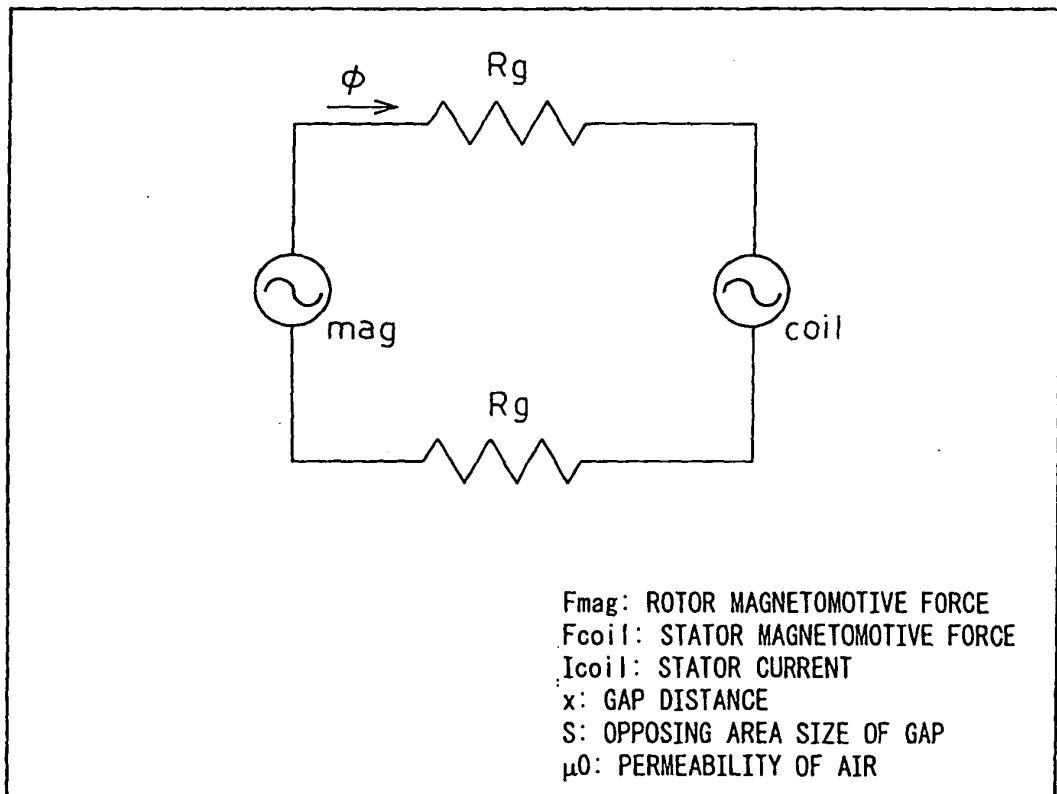 Rg
ϕ
mag
coil
Rg
Fmag: ROTOR MAGNETOMOTIVE FORCE
Fcoil: STATOR MAGNETOMOTIVE FORCE
Icoil: STATOR CURRENT
x: GAP DISTANCE
S: OPPOSING AREA SIZE OF GAP
μ0: PERMEABILITY OF AIR